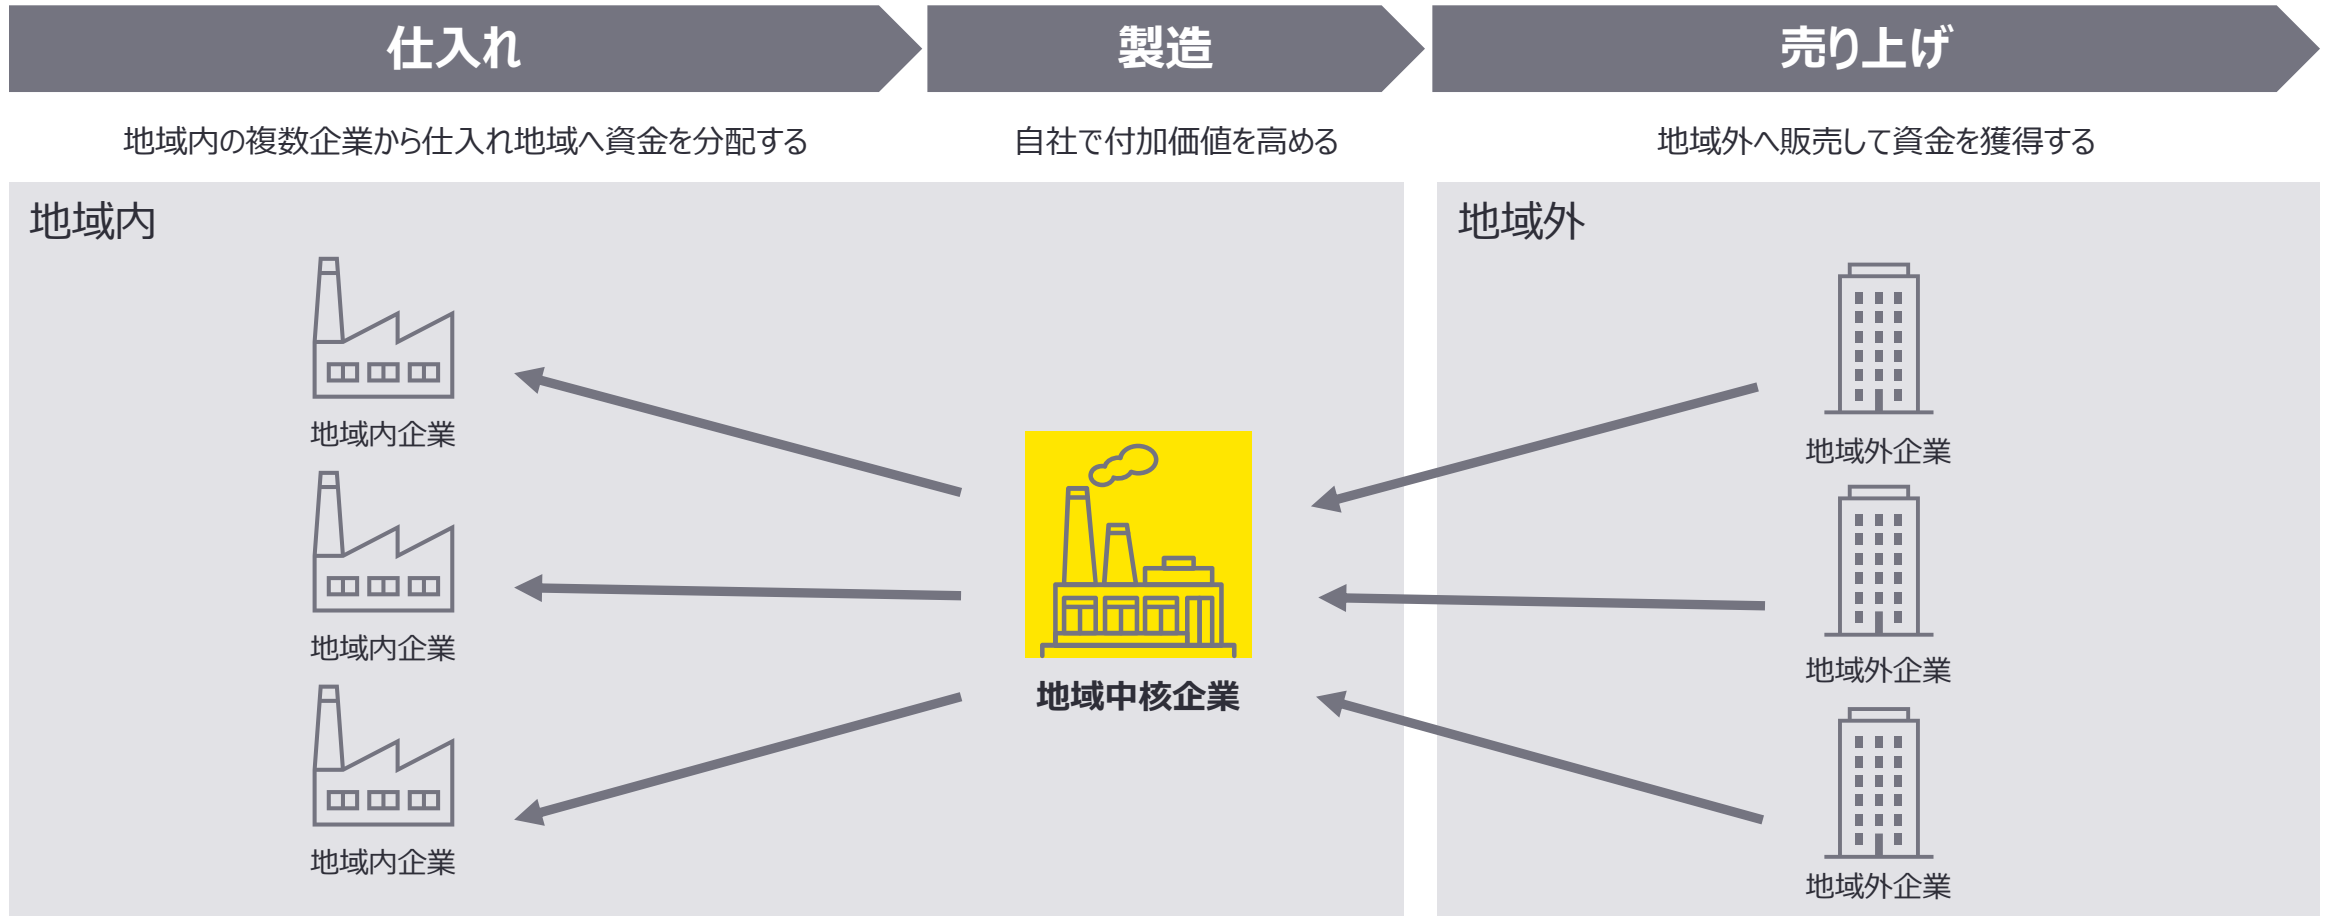 仕入れ
製造
売り上げ
地域内の複数企業から仕入れ地域へ資金を分配する
自社で付加価値を高める
地域外へ販売して資金を獲得する
地域内
地域内企業
地域内企業
地域内企業
地域中核企業
地域外
地域外企業
地域外企業
地域外企業